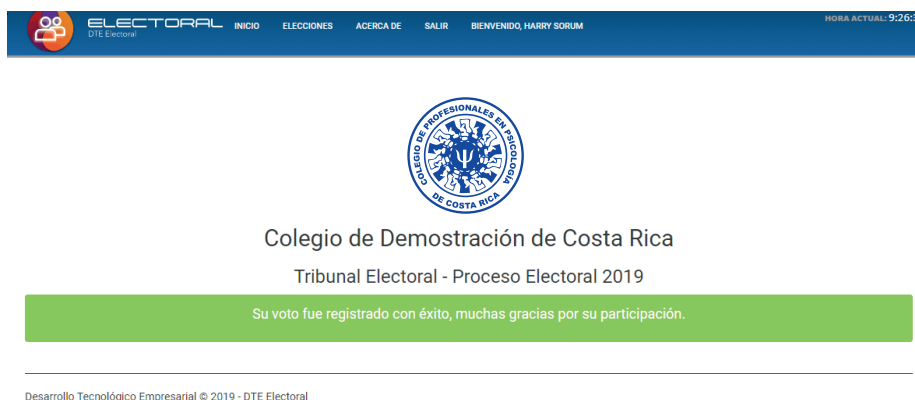 ELECTORAL
DTE Electoral
INICIO ELECCIONES ACERCA DE SALIR BIENVENIDO, HARRY SORUM
HORA ACTUAL: 9:26:3
COLEGIO DE PROFESIONALES EN PSICOLOGÍA
DE COSTA RICA
Ψ
Colegio de Demostración de Costa Rica
Tribunal Electoral - Proceso Electoral 2019
Su voto fue registrado con éxito, muchas gracias por su participación.
Desarrollo Tecnológico Empresarial © 2019 - DTE Electoral